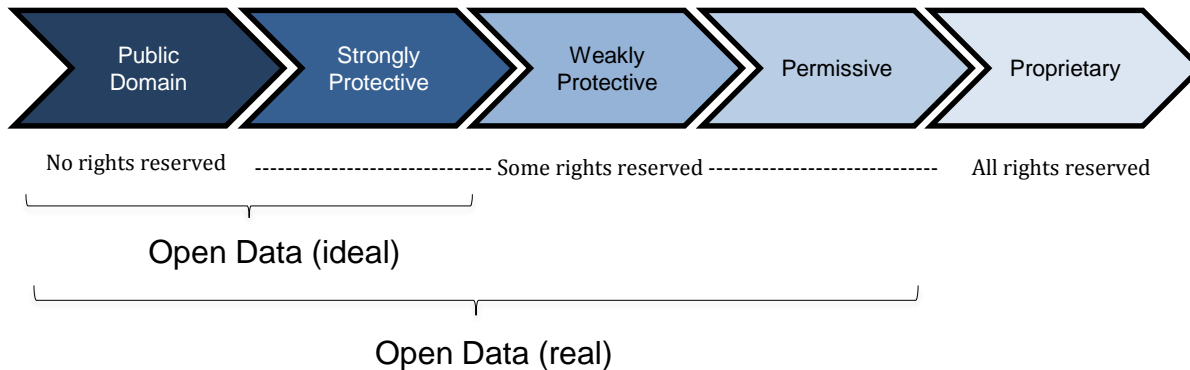 Public
Domain
Strongly
Protective
Weakly
Protective
Permissive
Proprietary
No rights reserved ------------------------------- Some rights reserved ----------------------------- All rights reserved
Open Data (ideal)
Open Data (real)